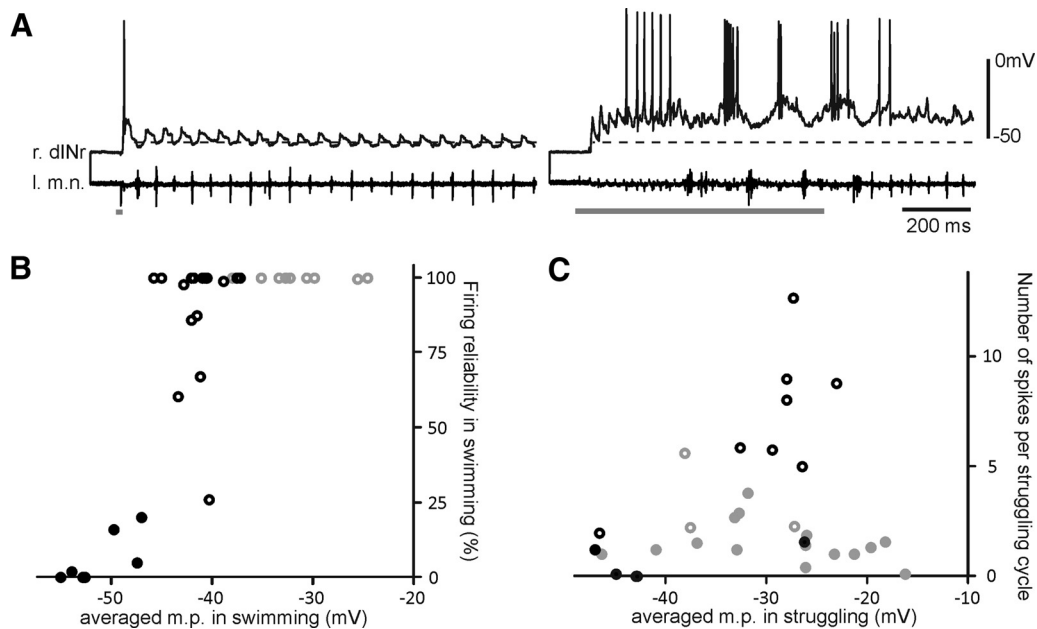 A
0mV
-50
r. dINr
l. m.n.
200 ms
B
100
75
50
25
0
Firing reliability in swimming (%)
-50 -40 -30 -20
averaged m.p. in swimming (mV)
C
10
5
0
Number of spikes per struggling cycle
-40 -30 -20 -10
averaged m.p. in struggling (mV)